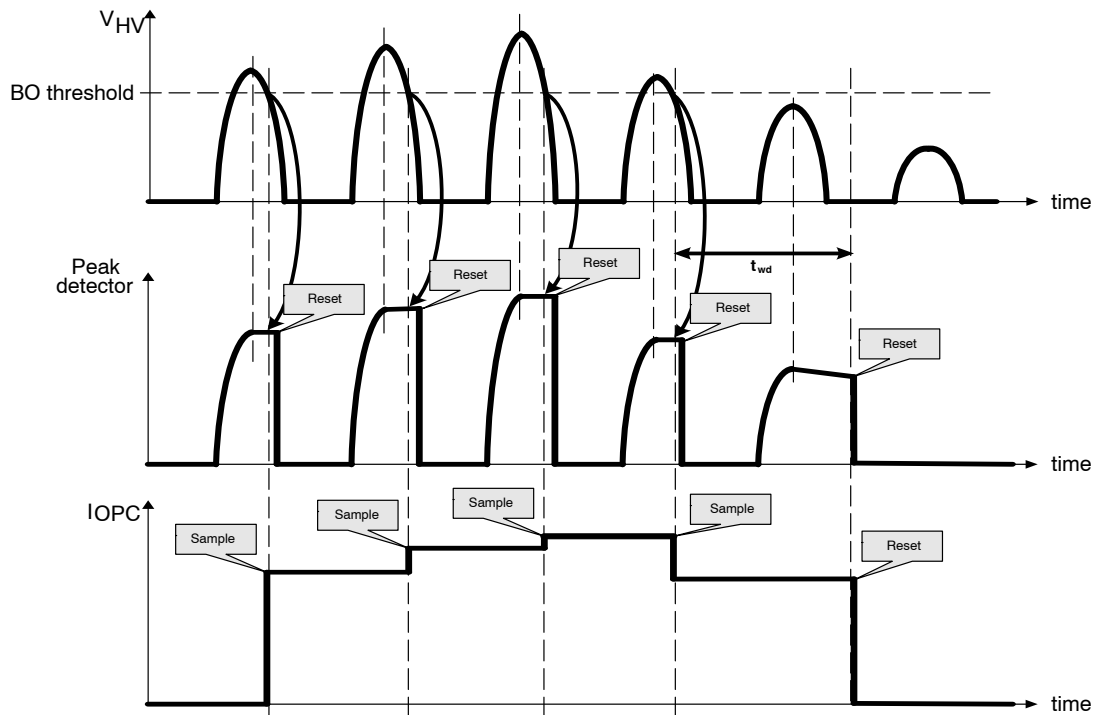 VHV
BO threshold
time
Peak
detector
Reset
Reset
Reset
Reset
twd
Reset
time
IOPC
Sample
Sample
Sample
Sample
Reset
time